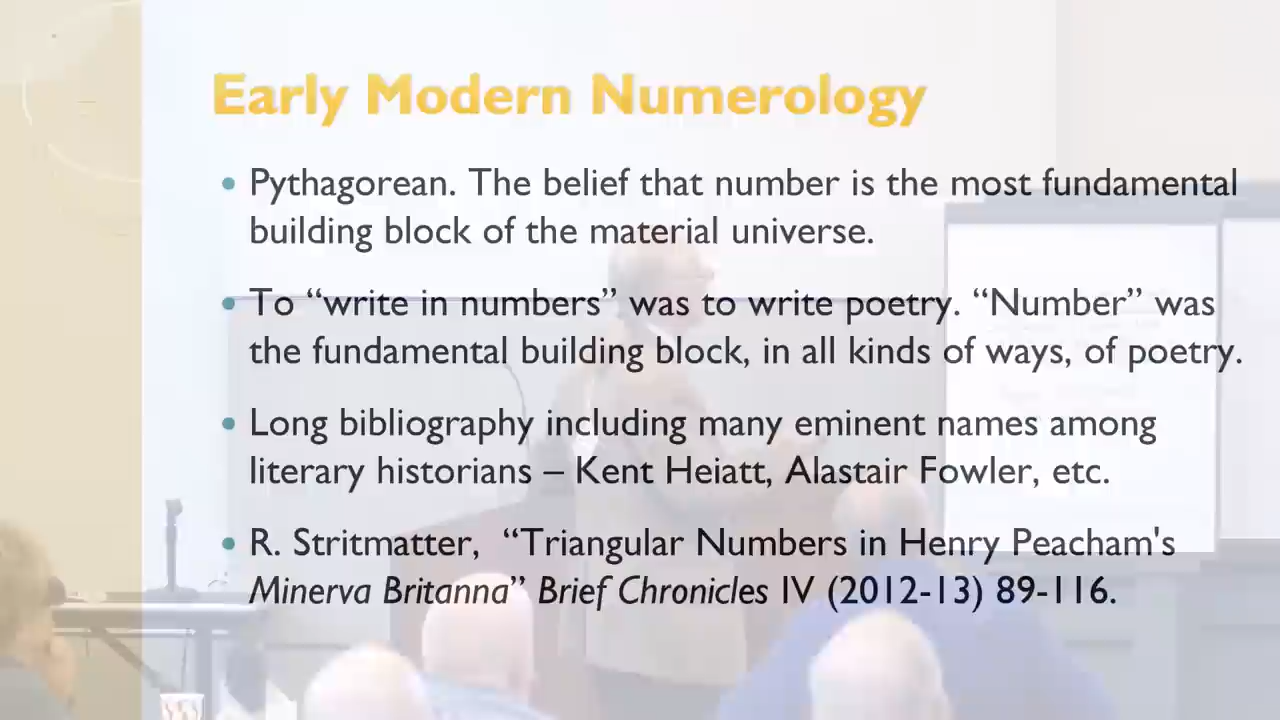 Early Modern Numerology
• Pythagorean. The belief that number is the most fundamental
building block of the material universe.
• To “write in numbers” was to write poetry. “Number” was
the fundamental building block, in all kinds of ways, of poetry.
• Long bibliography including many eminent names among
literary historians – Kent Heiatt, Alastair Fowler, etc.
• R. Stritmatter, “Triangular Numbers in Henry Peacham's
Minerva Britanna” Brief Chronicles IV (2012-13) 89-116.